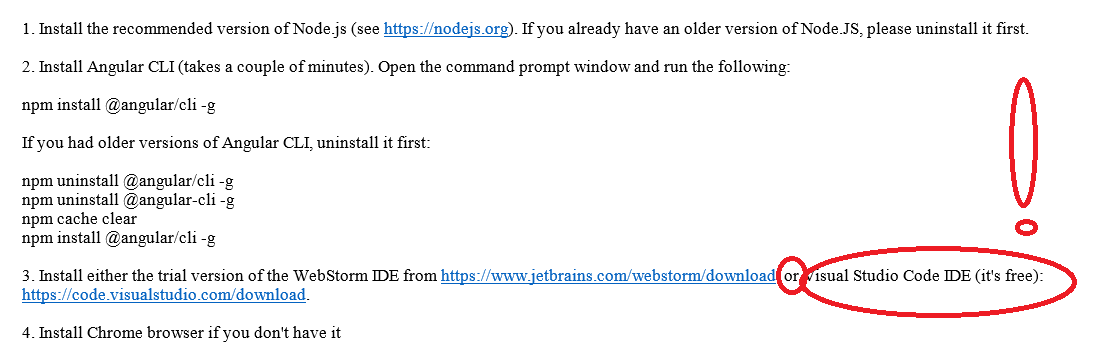 1. Install the recommended version of Node.js (see https://nodejs.org). If you already have an older version of Node.JS, please uninstall it first.
2. Install Angular CLI (takes a couple of minutes). Open the command prompt window and run the following:
npm install @angular/cli -g
If you had older versions of Angular CLI, uninstall it first:
npm uninstall @angular/cli -g
npm uninstall @angular-cli -g
npm cache clear
npm install @angular/cli -g
3. Install either the trial version of the WebStorm IDE from https://www.jetbrains.com/webstorm/download or Visual Studio Code IDE (it's free):
https://code.visualstudio.com/download.
4. Install Chrome browser if you don't have it